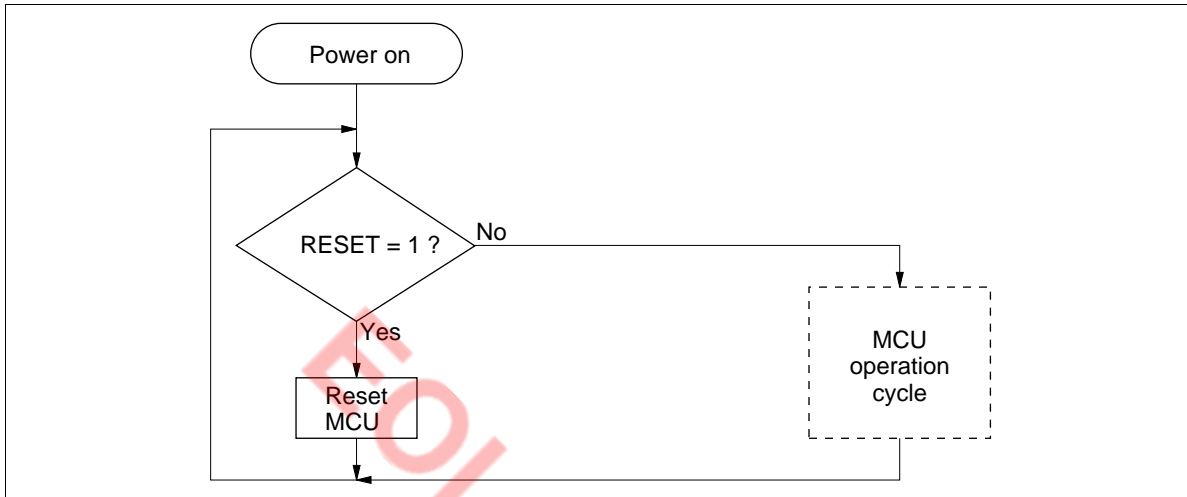 Power on
RESET = 1 ?
No
Yes
MCU
operation
cycle
Reset
MCU